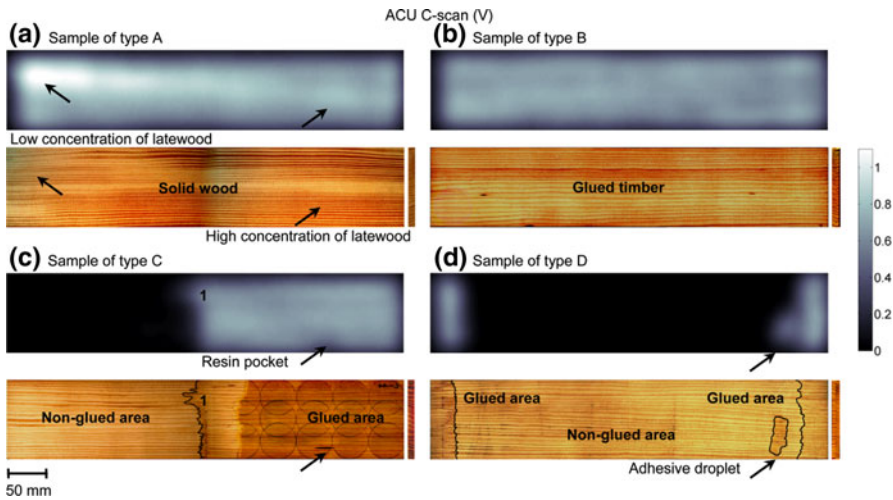 ACU C-scan (V)
(a) Sample of type A
(b) Sample of type B
Low concentration of latewood
Solid wood
High concentration of latewood
Glued timber
1
0.8
0.6
0.4
0.2
0
(c) Sample of type C
(d) Sample of type D
1
Resin pocket
Non-glued area
1
Glued area
Glued area
Glued area
Non-glued area
Adhesive droplet
50 mm